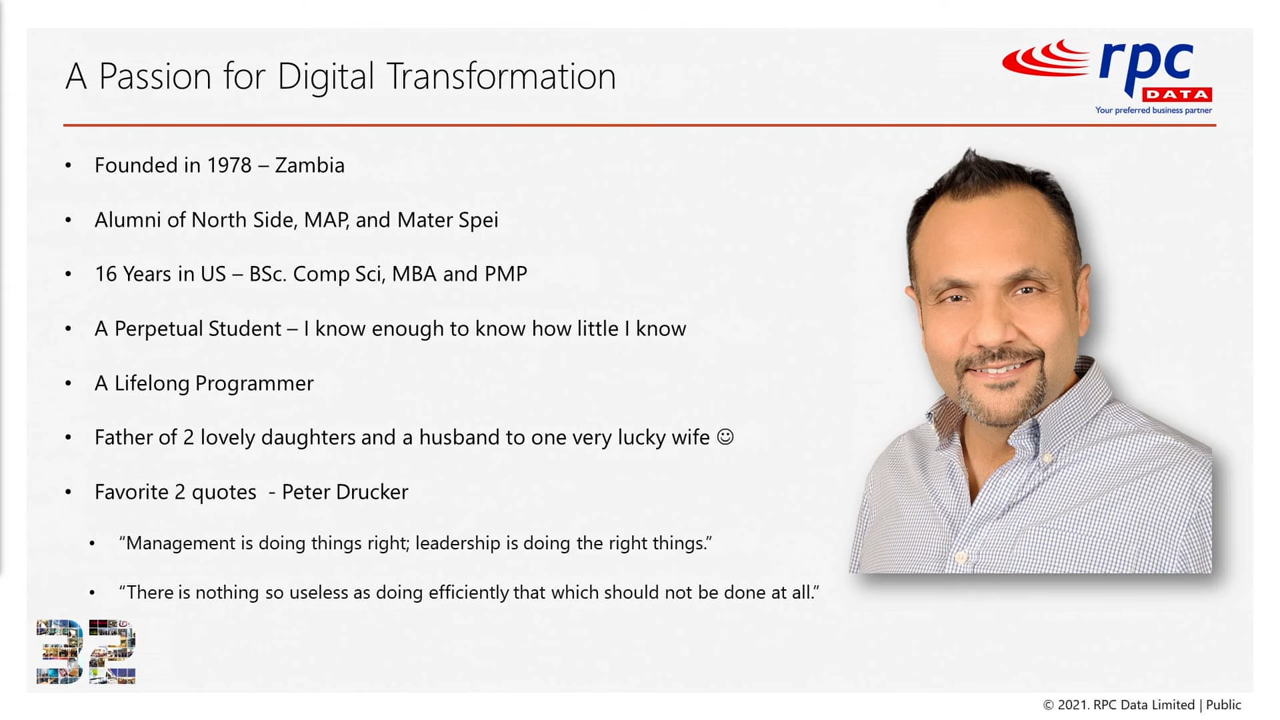 A Passion for Digital Transformation
rpc
DATA
Your preferred business partner
• Founded in 1978 – Zambia
• Alumni of North Side, MAP, and Mater Spei
• 16 Years in US – BSc. Comp Sci, MBA and PMP
• A Perpetual Student – I know enough to know how little I know
• A Lifelong Programmer
• Father of 2 lovely daughters and a husband to one very lucky wife ☺
• Favorite 2 quotes  - Peter Drucker
• “Management is doing things right; leadership is doing the right things.”
• “There is nothing so useless as doing efficiently that which should not be done at all.”
32
© 2021. RPC Data Limited | Public